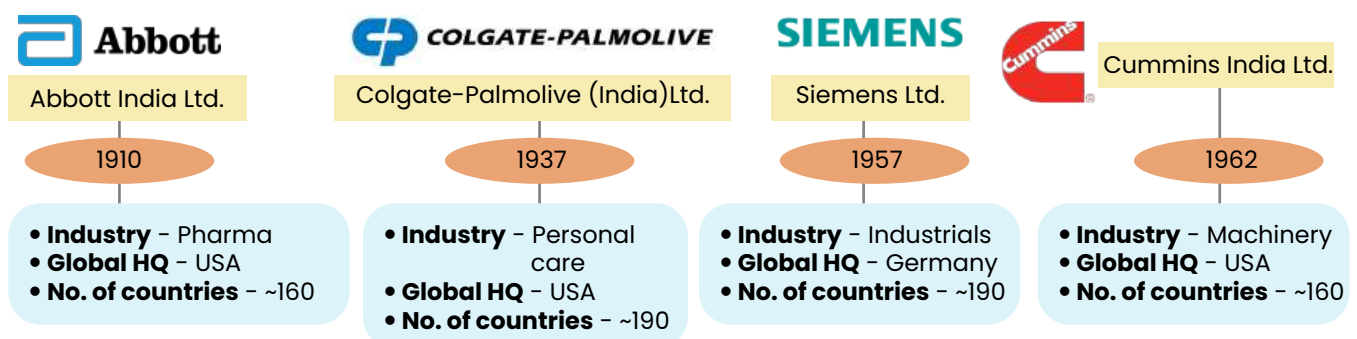 Abbott
Abbott India Ltd.
1910
• Industry - Pharma
• Global HQ - USA
• No. of countries - ~160
COLGATE-PALMOLIVE
Colgate-Palmolive (India)Ltd.
1937
• Industry - Personal
care
• Global HQ - USA
• No. of countries - ~190
SIEMENS
Siemens Ltd.
1957
• Industry - Industrials
• Global HQ - Germany
• No. of countries - ~190
Cummins
Cummins India Ltd.
1962
• Industry - Machinery
• Global HQ - USA
• No. of countries - ~160